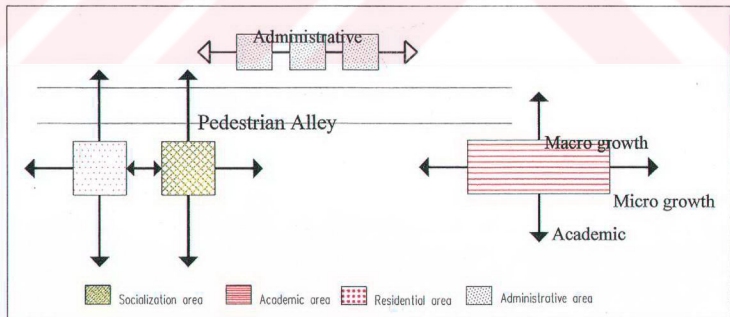 Administrative
Pedestrian Alley
Macro growth
Micro growth
Academic
Socialization area
Academic area
Residential area
Administrative area